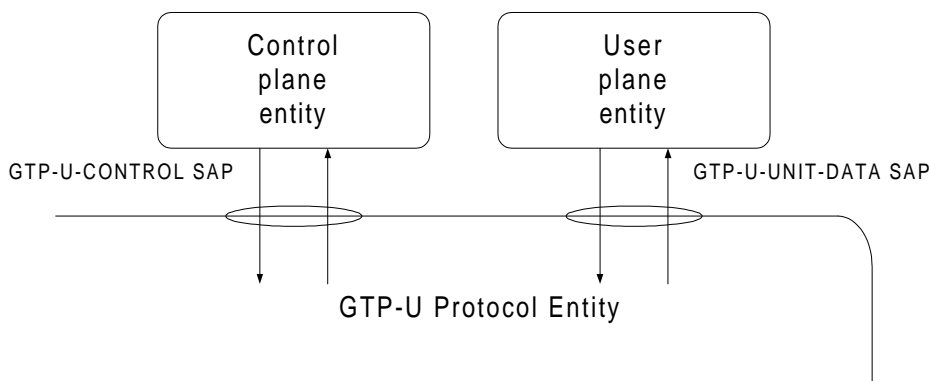 Control
plane
entity
User
plane
entity
GTP-U-CONTROL SAP
GTP-U-UNIT-DATA SAP
GTP-U Protocol Entity